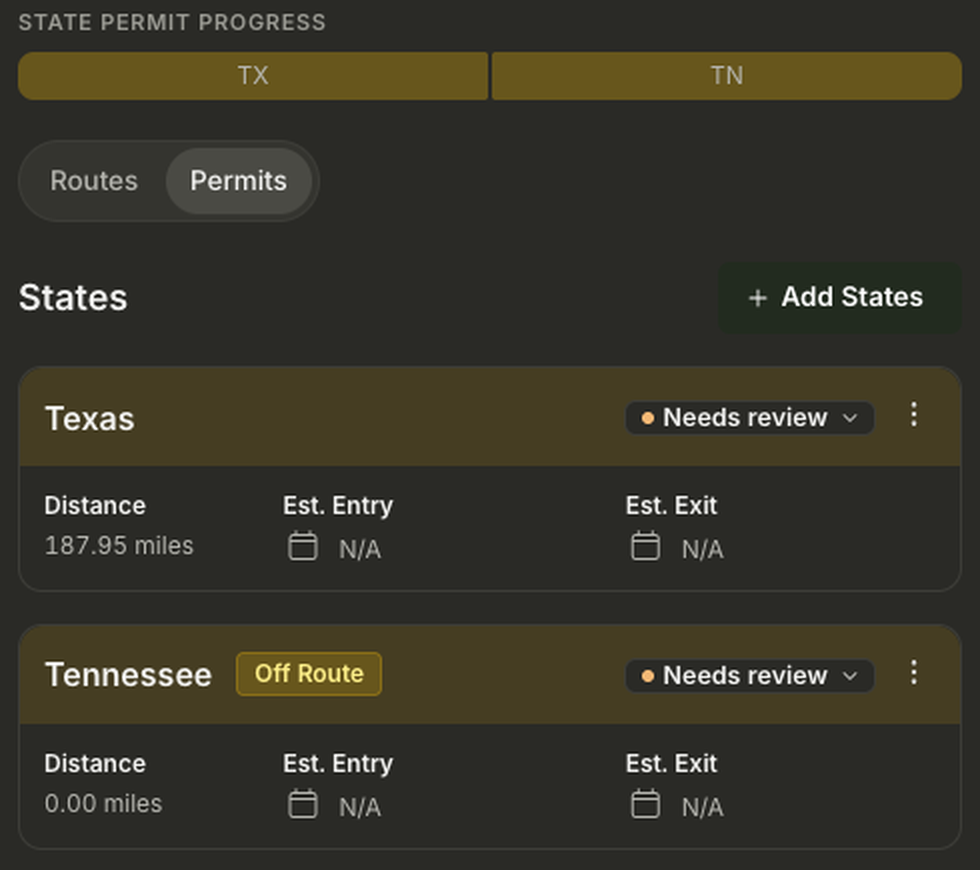 STATE PERMIT PROGRESS
TX TN
Routes Permits
States + Add States
Texas Needs review
Distance Est. Entry Est. Exit
187.95 miles N/A N/A
Tennessee Off Route Needs review
Distance Est. Entry Est. Exit
0.00 miles N/A N/A